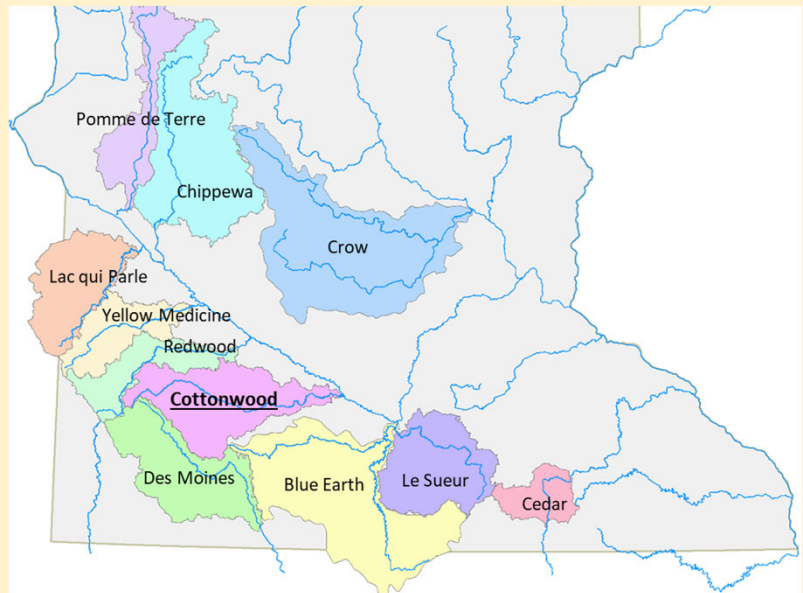 Pomme de Terre
Chippewa
Crow
Lac qui Parle
Yellow Medicine
Redwood
Cottonwood
Des Moines
Blue Earth
Le Sueur
Cedar